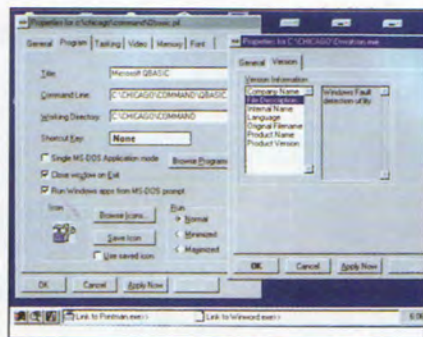 Properties for c:\chicago\command\Qbasic.pif
General Program Tasking Video Memory Font
Title: Microsoft QBASIC
Command Line: C:\CHICAGO\COMMAND\QBASIC
Working Directory: C:\CHICAGO\COMMAND
Shortcut Key: None
Single MS-DOS Application mode
Browse Programs
Close window on Exit
Run Windows apps from MS-DOS prompt
Icon
Browse Icons...
Save Icon
Use saved icon
Run
Normal
Minimized
Maximized
OK Cancel Apply Now
Properties for C:\CHICAGO\Drwatson.exe
General Version
Version Information
Company Name
File Description
Internal Name
Language
Original Filename
Product Name
Product Version
Windows Fault
detection utility
OK Cancel Apply Now
Link to Pontman.exe>>
Link to Winword.exe>>